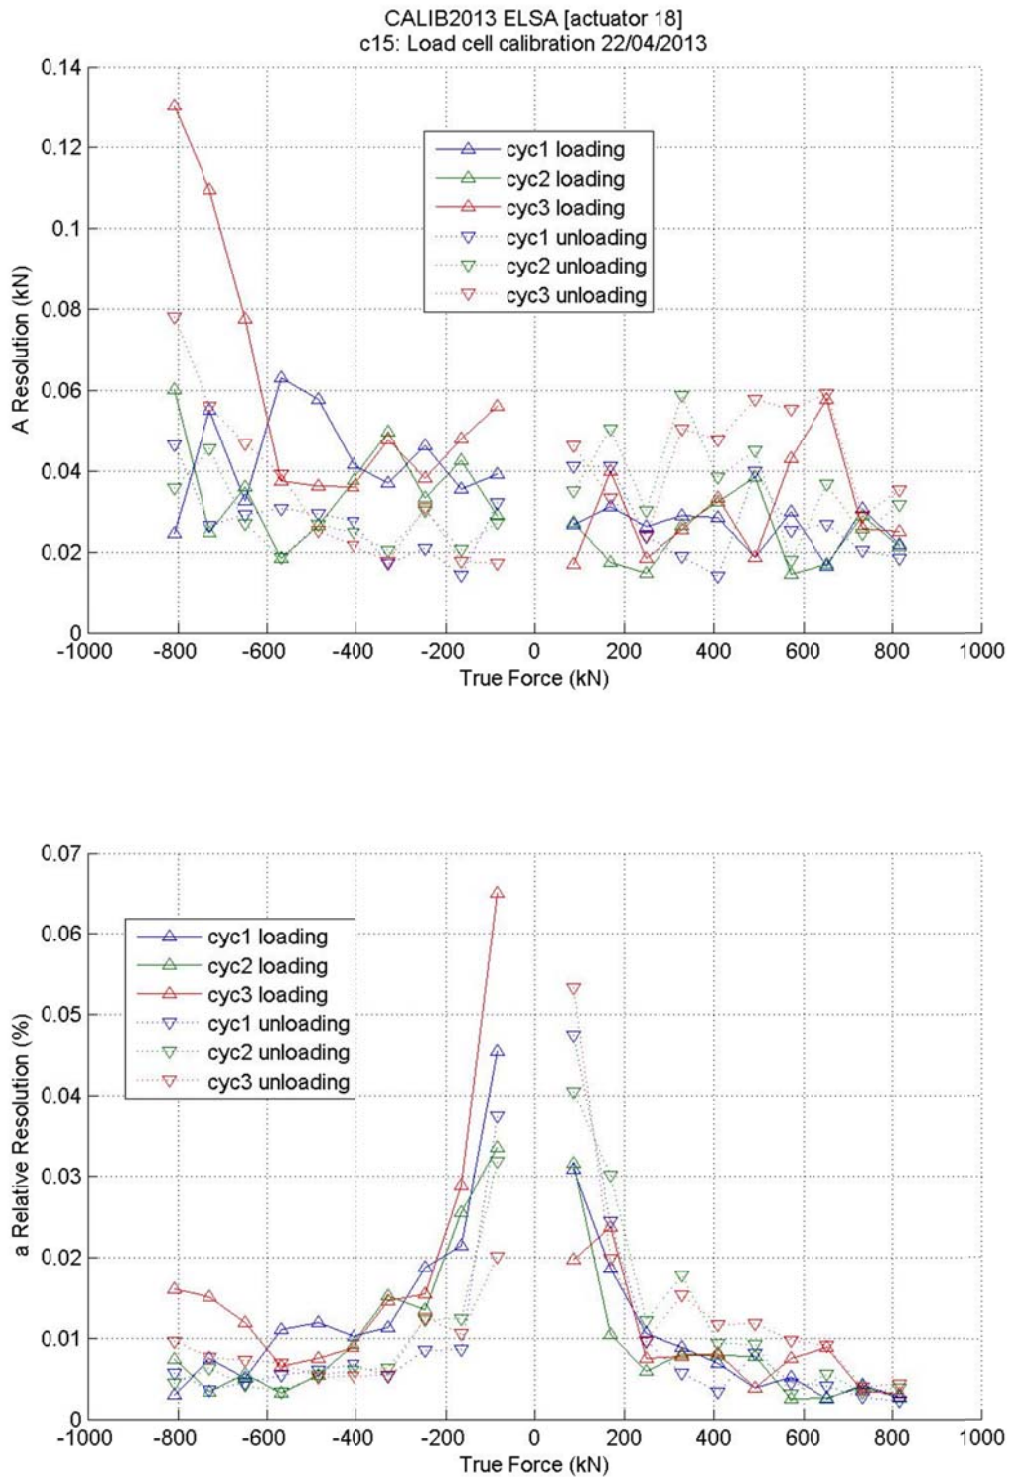 CALIB2013 ELSA [actuator 18]
c15: Load cell calibration 22/04/2013
0.14
0.12
0.1
0.08
0.06
0.04
0.02
0
A Resolution (kN)
cyc1 loading
cyc2 loading
cyc3 loading
cyc1 unloading
cyc2 unloading
cyc3 unloading
-1000 -800 -600 -400 -200 0 200 400 600 800 1000
True Force (kN)
0.07
0.06
0.05
0.04
0.03
0.02
0.01
0
a Relative Resolution (%)
cyc1 loading
cyc2 loading
cyc3 loading
cyc1 unloading
cyc2 unloading
cyc3 unloading
-1000 -800 -600 -400 -200 0 200 400 600 800 1000
True Force (kN)